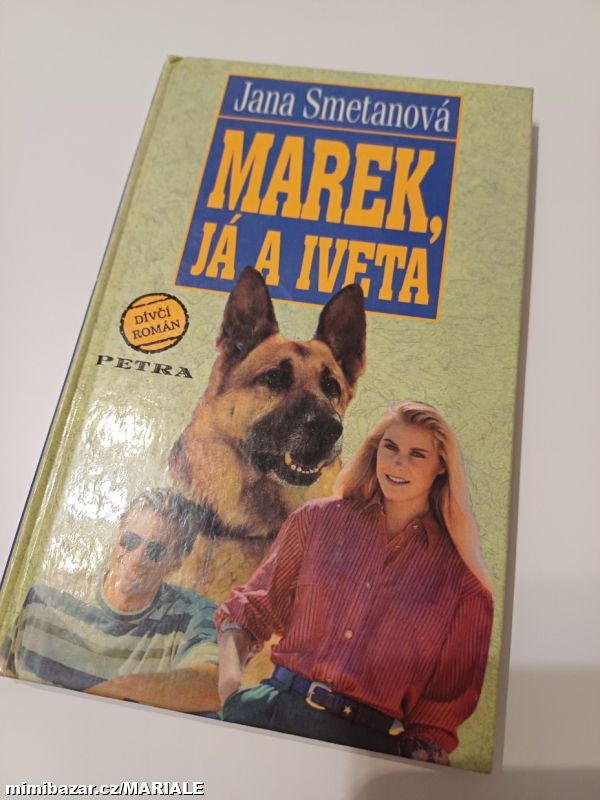 Jana Smetanová
MAREK,
JÁ A IVETA
DÍVČÍ
ROMÁN
PETRA
mimibazar.cz/MARIALE